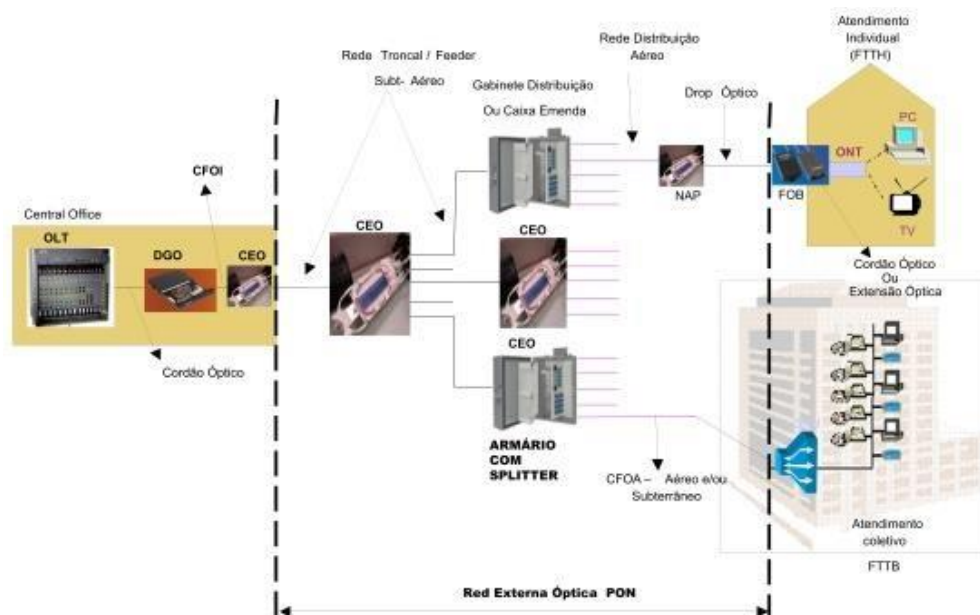 Atendimento
Individual
(FTTH)
Rede Distribuição
Aéreo
Rede Troncal / Feeder
Subt- Aéreo
Gabinete Distribuição
Ou Caixa Emenda
Drop Óptico
PC
ONT
CFOI
NAP
FOB
TV
Central Office
OLT
DGO
CEO
CEO
CEO
Cordão Óptico
Ou
Extensão Óptica
CEO
Cordão Óptico
ARMÁRIO
COM
SPLITTER
CFOA – Aéreo e/ou
Subterrâneo
Atendimento
coletivo
FTTB
Red Externa Óptica PON